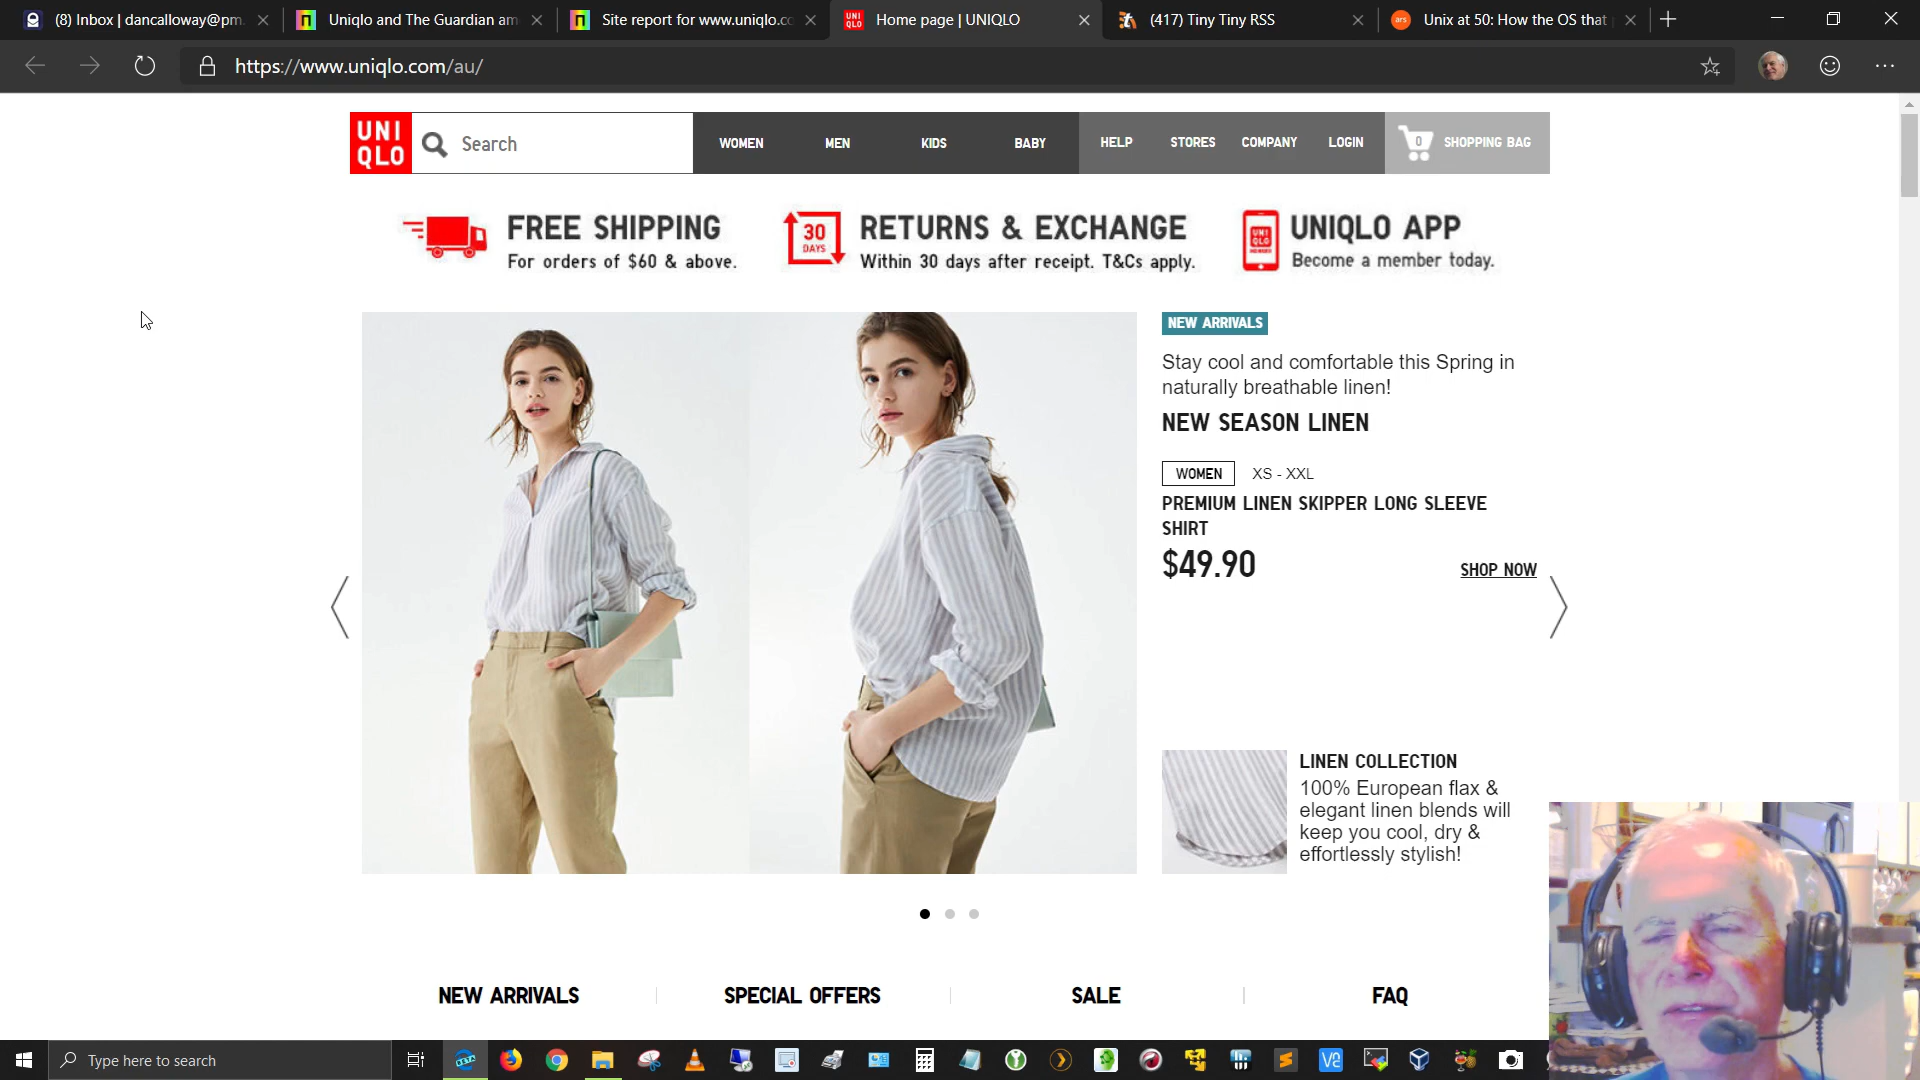 (8) Inbox | dancalloway@pm.
Uniqlo and The Guardian am
Site report for www.uniqlo.co
Home page | UNIQLO
(417) Tiny Tiny RSS
Unix at 50: How the OS that
https://www.uniqlo.com/au/
UNI
QLO
Search
WOMEN
MEN
KIDS
BABY
HELP
STORES
COMPANY
LOGIN
0
SHOPPING BAG
FREE SHIPPING
For orders of $60 & above.
30
DAYS
RETURNS & EXCHANGE
Within 30 days after receipt. T&Cs apply.
UNIQLO APP
Become a member today.
NEW ARRIVALS
Stay cool and comfortable this Spring in
naturally breathable linen!
NEW SEASON LINEN
WOMEN
XS - XXL
PREMIUM LINEN SKIPPER LONG SLEEVE
SHIRT
$49.90
SHOP NOW
LINEN COLLECTION
100% European flax &
elegant linen blends will
keep you cool, dry &
effortlessly stylish!
NEW ARRIVALS
SPECIAL OFFERS
SALE
FAQ
Type here to search